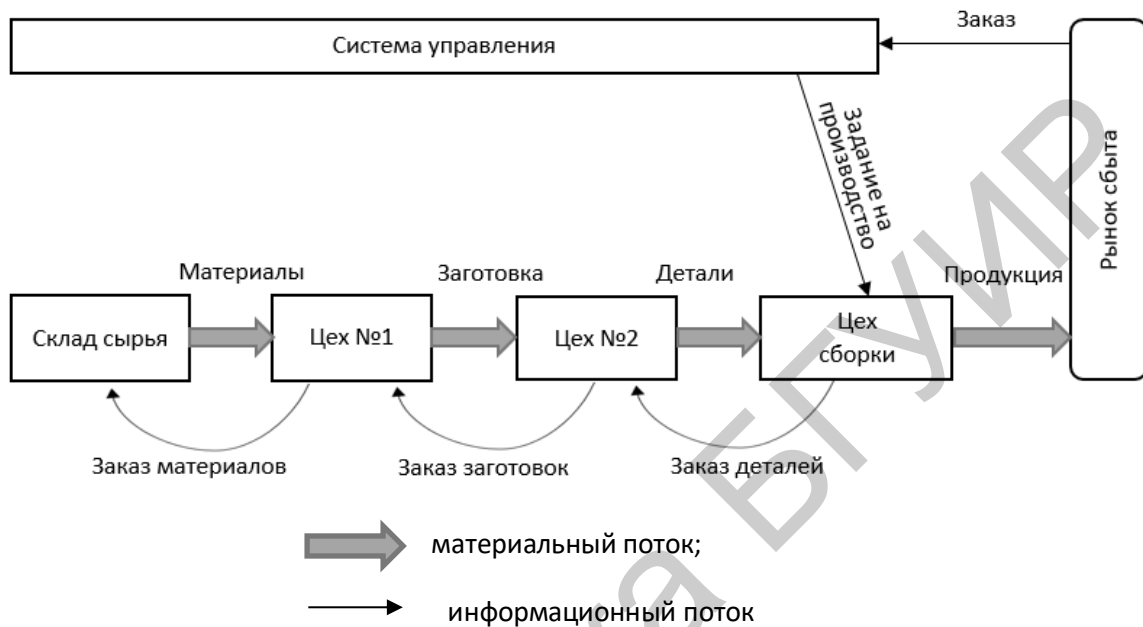 Заказ
Система управления
Задание на
производство
Рынок сбыта
Материалы
Заготовка
Детали
Продукция
Склад сырья
Цех №1
Цех №2
Цех
сборки
Заказ материалов
Заказ заготовок
Заказ деталей
материальный поток;
информационный поток
БГУИР